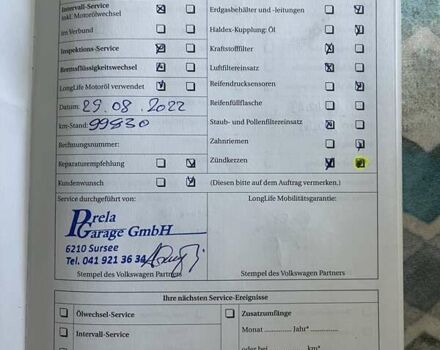 Intervall-Service
inkl. Motorölwechsel
im Verbund
Inspektions-Service
Bremsflüssigkeitswechsel
LongLife Motoröl verwendet
Datum: 29.08.2022
km-Stand: 99830
Rechnungsnummer:
Reparaturempfehlung
Kundenwunsch
Erdgasbehälter und -leitungen
Haldex-Kupplung: Öl
Kraftstofffilter
Luftfiltereinsatz
Reifendrucksensoren
Reifenfüllflasche
Staub- und Pollenfiltereinsatz
Zahnriemen
Zündkerzen
(Diesen bitte auf dem Auftrag vermerken.)
Service durchgeführt von:
Prela
Garage GmbH
6210 Sursee
Tel. 041 921 36 34
Stempel des Volkswagen Partners
LongLife Mobilitätsgarantie:
Stempel des Volkswagen Partners
Ihre nächsten Service-Ereignisse
Ölwechsel-Service
Intervall-Service
Zusatzumfänge
Monat Jahr*
oder bei km*